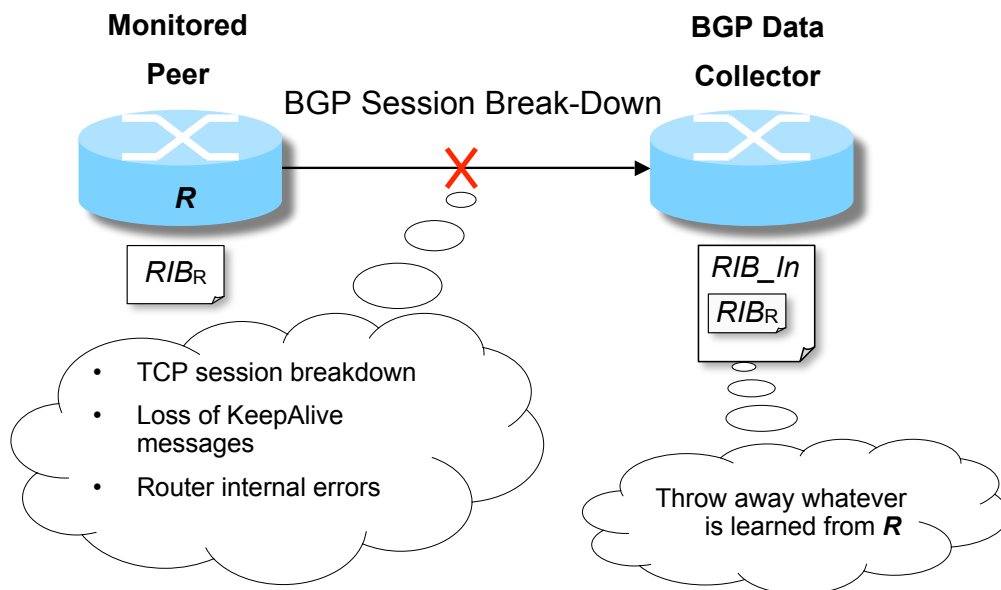 Monitored
Peer
BGP Data
Collector
BGP Session Break-Down
R
RIBR
RIB_In
RIBR
• TCP session breakdown
• Loss of KeepAlive
messages
• Router internal errors
Throw away whatever
is learned from R